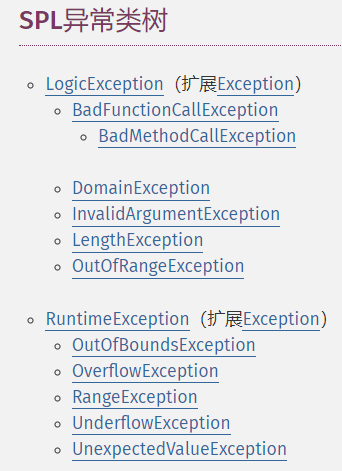 SPL异常类树
LogicException（扩展Exception）
BadFunctionCallException
BadMethodCallException
DomainException
InvalidArgumentException
LengthException
OutOfRangeException
RuntimeException（扩展Exception）
OutOfBoundsException
OverflowException
RangeException
UnderflowException
UnexpectedValueException